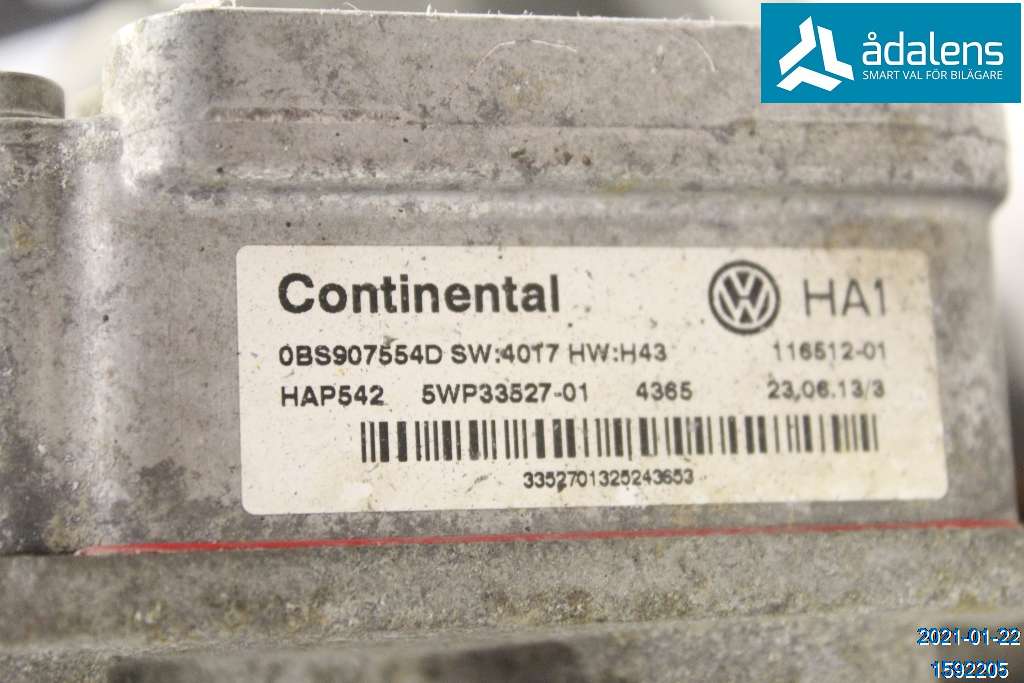 ådalens
SMART VAL FÖR BILÄGARE
Continental HA1
0BS907554D SW:4017 HW:H43 116512-01
HAP542 5WP33527-01 4365 23.06.13/3
3352701325243653
2021-01-22
1592205